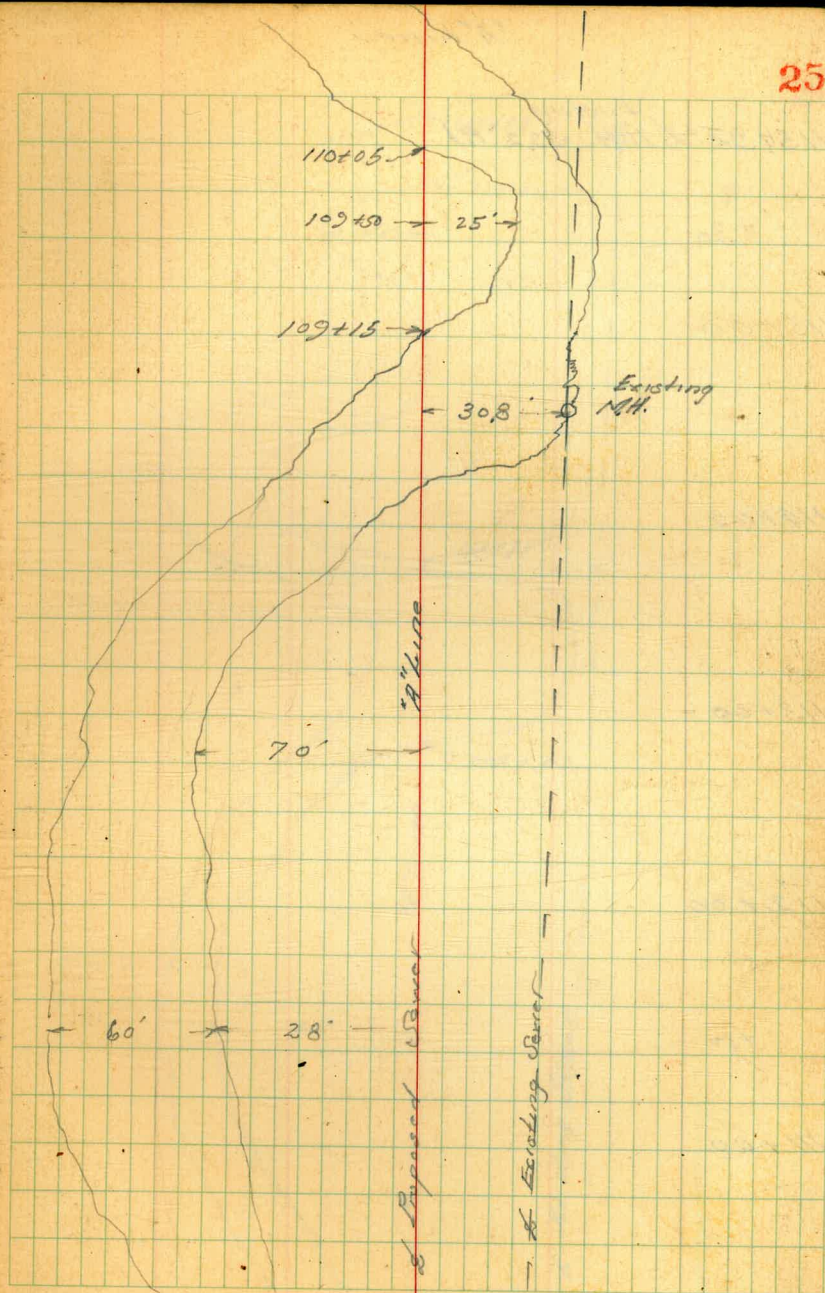 25
110+05
109+50 25'
109+15
Existing
30.8' M.H.
"A" Line
70'
60' 28'
℄ Proposed Sewer
℄ Existing Sewer